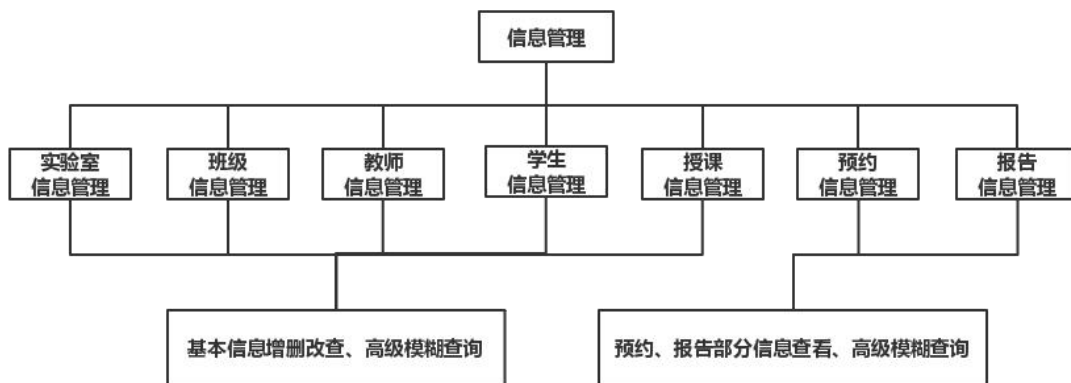 信息管理
实验室
信息管理
班级
信息管理
教师
信息管理
学生
信息管理
授课
信息管理
预约
信息管理
报告
信息管理
基本信息增删改查、高级模糊查询
预约、报告部分信息查看、高级模糊查询